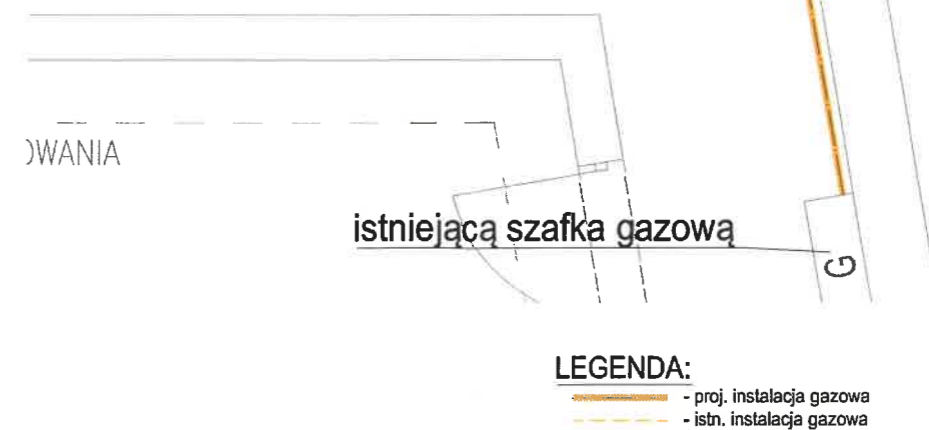 )WANIA
istniejącą szafka gazową
G
LEGENDA:
- proj. instalacja gazowa
- istn. instalacja gazowa